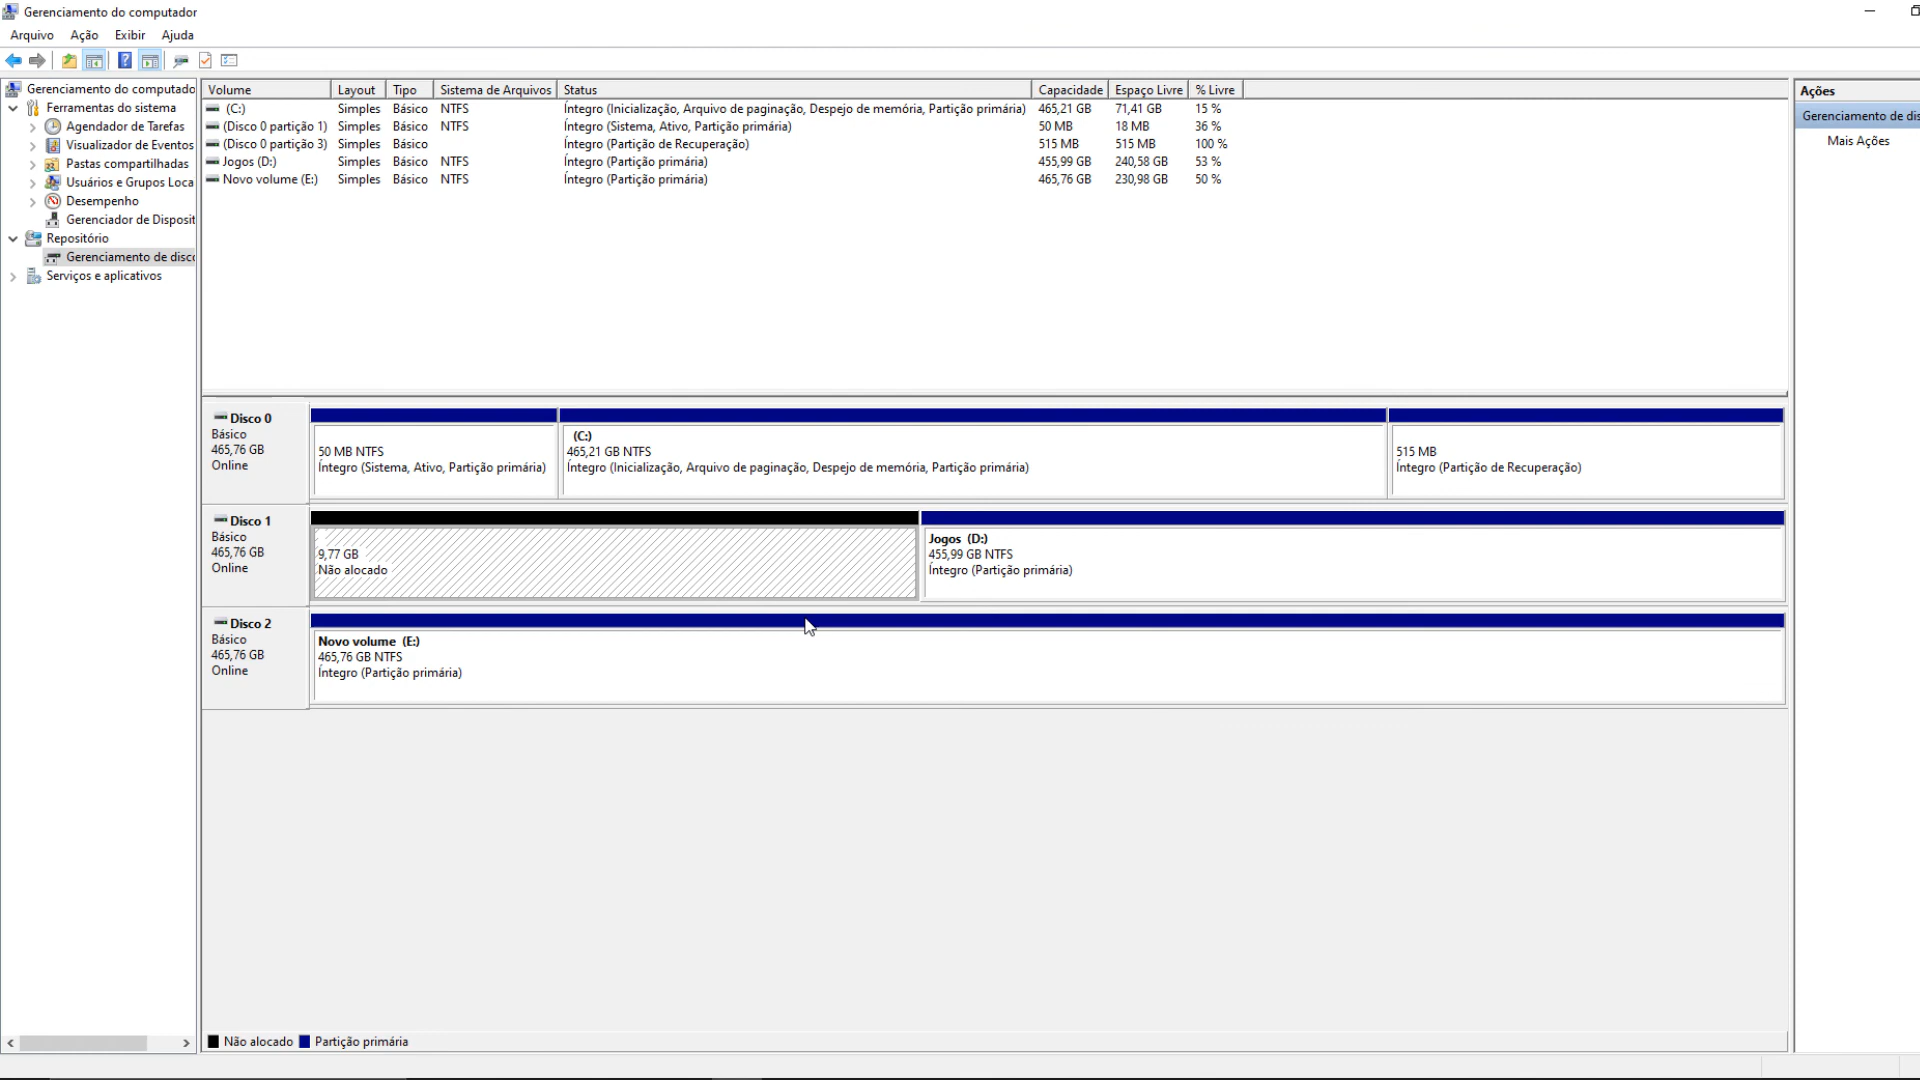 Gerenciamento do computador
Arquivo Ação Exibir Ajuda
Gerenciamento do computado
Ferramentas do sistema
Agendador de Tarefas
Visualizador de Eventos
Pastas compartilhadas
Usuários e Grupos Loca
Desempenho
Gerenciador de Disposit
Repositório
Gerenciamento de disco
Serviços e aplicativos
Volume Layout Tipo Sistema de Arquivos Status Capacidade Espaço Livre % Livre
(C:) Simples Básico NTFS Íntegro (Inicialização, Arquivo de paginação, Despejo de memória, Partição primária) 465,21 GB 71,41 GB 15 %
(Disco 0 partição 1) Simples Básico NTFS Íntegro (Sistema, Ativo, Partição primária) 50 MB 18 MB 36 %
(Disco 0 partição 3) Simples Básico Íntegro (Partição de Recuperação) 515 MB 515 MB 100 %
Jogos (D:) Simples Básico NTFS Íntegro (Partição primária) 455,99 GB 240,58 GB 53 %
Novo volume (E:) Simples Básico NTFS Íntegro (Partição primária) 465,76 GB 230,98 GB 50 %
Disco 0
Básico
465,76 GB
Online
50 MB NTFS
Íntegro (Sistema, Ativo, Partição primária)
(C:)
465,21 GB NTFS
Íntegro (Inicialização, Arquivo de paginação, Despejo de memória, Partição primária)
515 MB
Íntegro (Partição de Recuperação)
Disco 1
Básico
465,76 GB
Online
9,77 GB
Não alocado
Jogos (D:)
455,99 GB NTFS
Íntegro (Partição primária)
Disco 2
Básico
465,76 GB
Online
Novo volume (E:)
465,76 GB NTFS
Íntegro (Partição primária)
Não alocado Partição primária
Ações
Gerenciamento de dis
Mais Ações